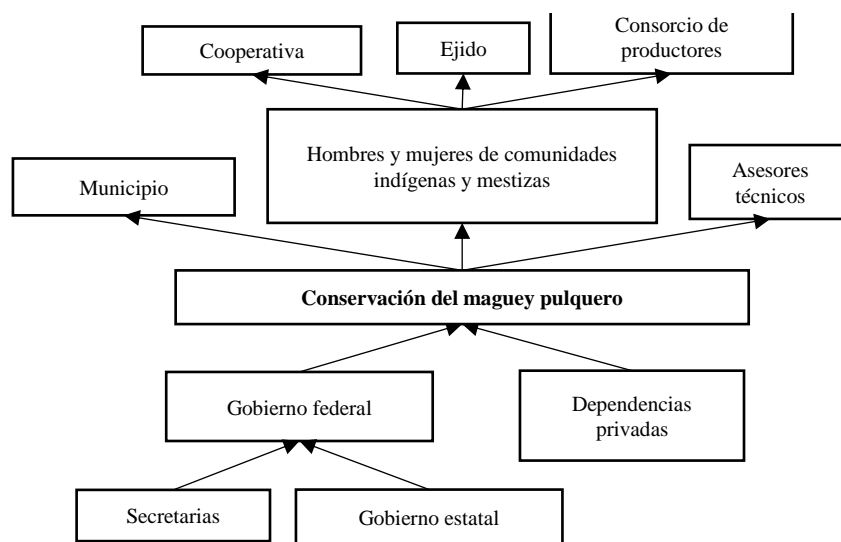 Cooperativa
Ejido
Consorcio de
productores
Hombres y mujeres de comunidades
indígenas y mestizas
Municipio
Asesores
técnicos
Conservación del maguey pulquero
Gobierno federal
Dependencias
privadas
Secretarias
Gobierno estatal